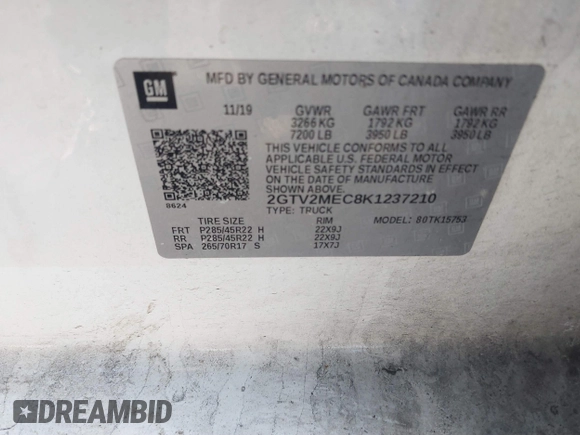 GM
MFD BY GENERAL MOTORS OF CANADA COMPANY
11/19 GVWR GAWR FRT GAWR RR
3266 KG 1792 KG 1792 KG
7200 LB 3950 LB 3950 LB
THIS VEHICLE CONFORMS TO ALL
APPLICABLE U.S. FEDERAL MOTOR
VEHICLE SAFETY STANDARDS IN EFFECT
ON THE DATE OF MANUFACTURE SHOWN ABOVE.
2GTV2MEC8K1237210
8624
TYPE: TRUCK MODEL: 80TK15753
TIRE SIZE RIM
FRT P285/45R22 H 22X9J
RR P285/45R22 H 22X9J
SPA 265/70R17 S 17X7J
DREAMBID